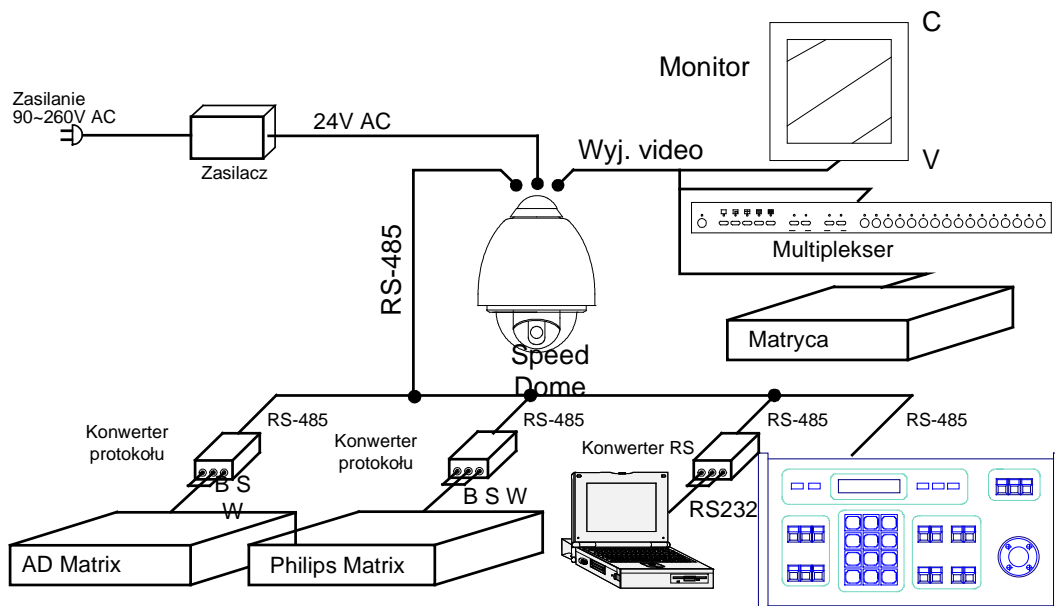 C
Monitor
Zasilanie
90~260V AC
24V AC
Wyj. video
V
Zasilacz
Multiplekser
RS-485
Matryca
Speed
Dome
RS-485
RS-485
RS-485
RS-485
Konwerter
protokołu
Konwerter
protokołu
Konwerter RS
B S
W
B S W
RS232
AD Matrix
Philips Matrix